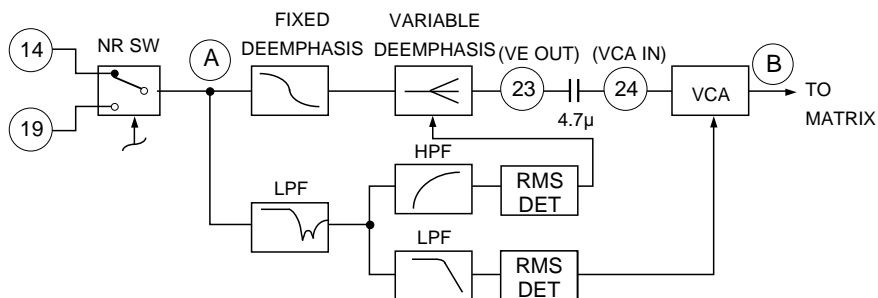 FIXED
DEEMPHASIS
VARIABLE
DEEMPHASIS
14
NR SW
A
(VE OUT)
(VCA IN)
B
23
24
VCA
TO
MATRIX
19
4.7μ
HPF
LPF
RMS
DET
LPF
RMS
DET